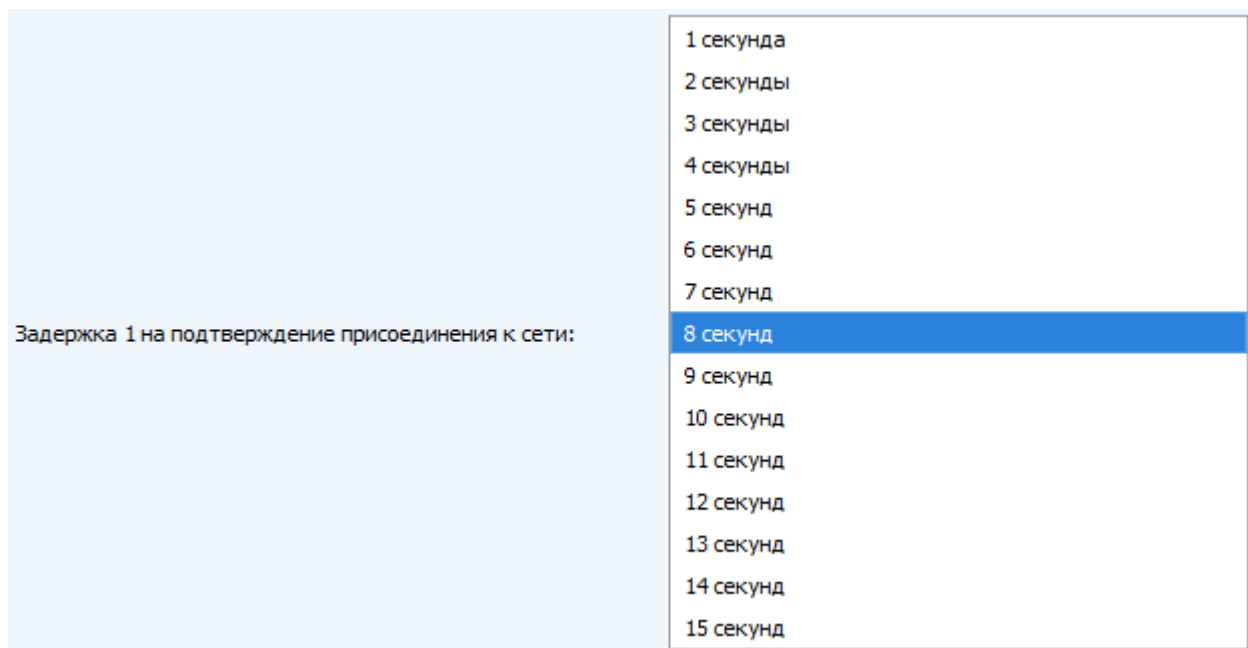 1 секунда
2 секунды
3 секунды
4 секунды
5 секунд
6 секунд
7 секунд
Задержка 1 на подтверждение присоединения к сети:
8 секунд
9 секунд
10 секунд
11 секунд
12 секунд
13 секунд
14 секунд
15 секунд